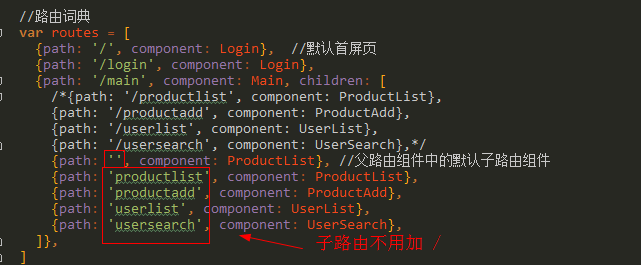 //路由词典
var routes = [
{path: '/', component: Login}, //默认首屏页
{path: '/login', component: Login},
{path: '/main', component: Main, children: [
/*{path: '/productlist', component: ProductList},
{path: '/productadd', component: ProductAdd},
{path: '/userlist', component: UserList},
{path: '/usersearch', component: UserSearch},*/
{path: '', component: ProductList}, //父路由组件中的默认子路由组件
{path: 'productlist', component: ProductList},
{path: 'productadd', component: ProductAdd},
{path: 'userlist', component: UserList},
{path: 'usersearch', component: UserSearch},
子路由不用加 /
]},
]